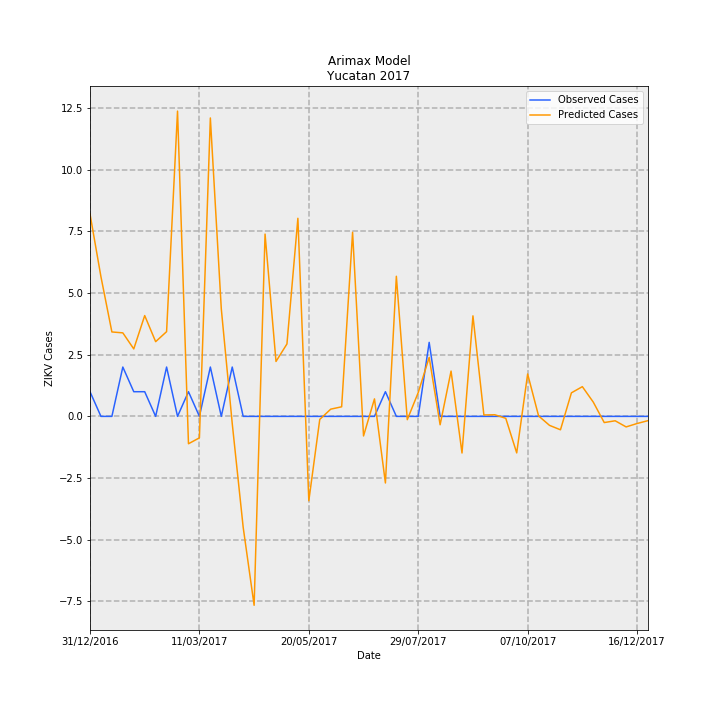 Arimax Model
Yucatan 2017
Observed Cases
Predicted Cases
ZIKV Cases
12.5
10.0
7.5
5.0
2.5
0.0
−2.5
−5.0
−7.5
31/12/2016 11/03/2017 20/05/2017 29/07/2017 07/10/2017 16/12/2017
Date